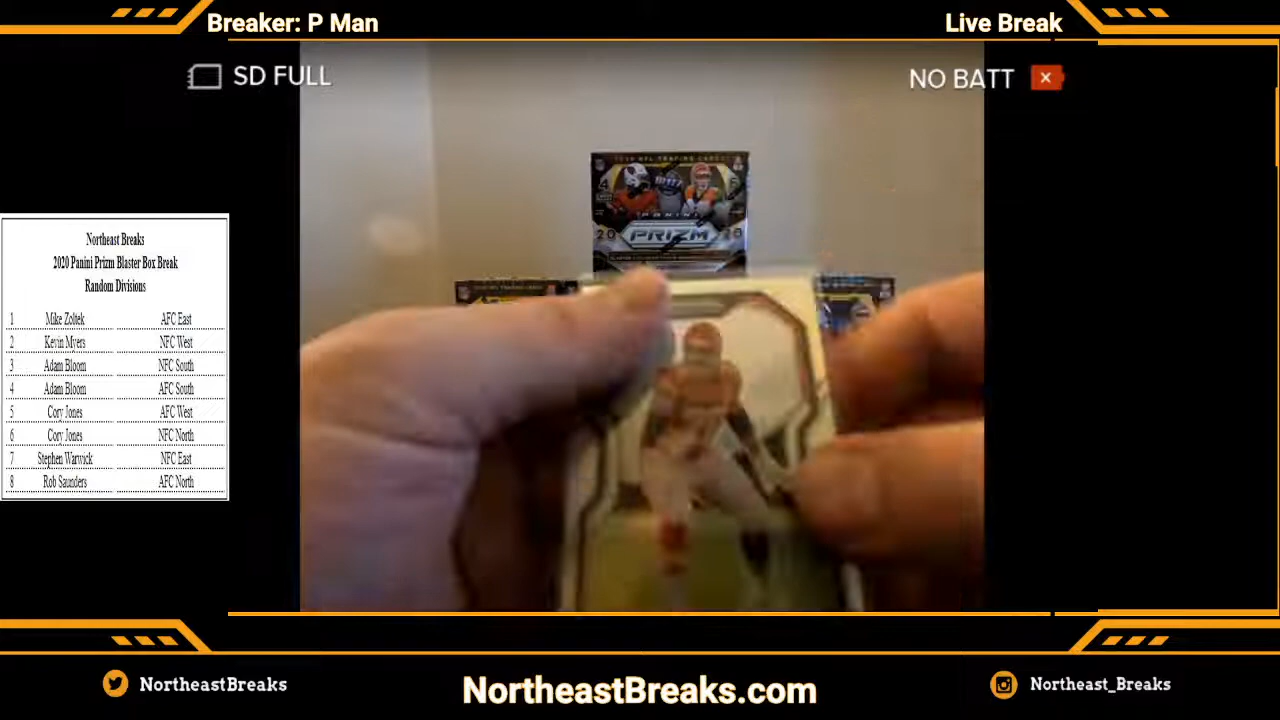 Breaker: P Man
Live Break
SD FULL
NO BATT
PANINI
PRIZM
20
Northeast Breaks
2020 Panini Prizm Blaster Box Break
Random Divisions
1 Mike Zoltek AFC East
2 Kevin Myers NFC West
3 Adam Bloom NFC South
4 Adam Bloom AFC South
5 Cory Jones AFC West
6 Cory Jones NFC North
7 Stephen Warwick NFC East
8 Rob Saunders AFC North
NortheastBreaks
NortheastBreaks.com
Northeast_Breaks